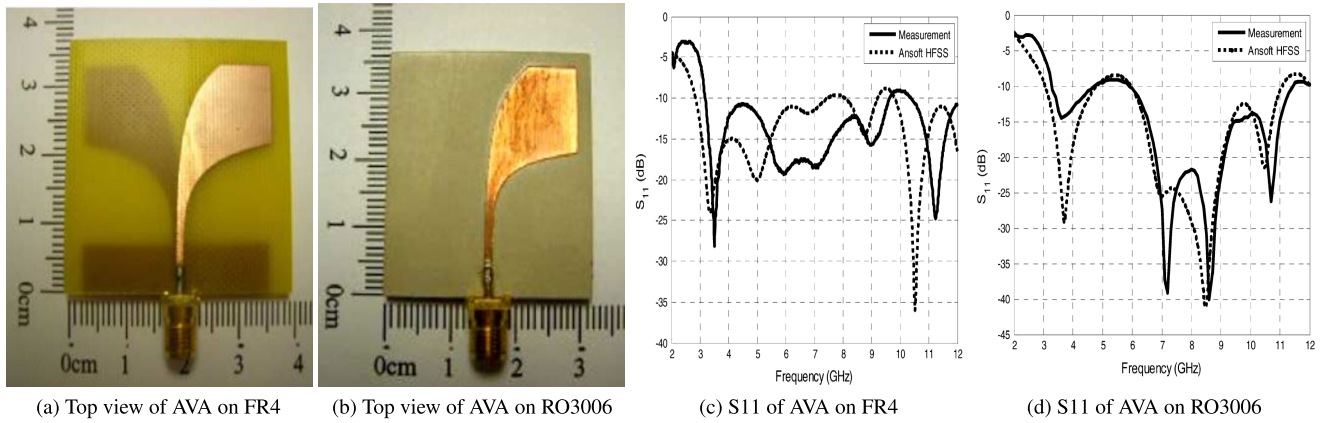 4
3
2
1
0cm
0cm
1
2
3
4
(a) Top view of AVA on FR4
4
3
2
1
0cm
0cm
1
2
3
(b) Top view of AVA on RO3006
0
-5
-10
-15
-20
-25
-30
-35
-40
S11 (dB)
Measurement
Ansoft HFSS
2 3 4 5 6 7 8 9 10 11 12
Frequency (GHz)
(c) S11 of AVA on FR4
0
-5
-10
-15
-20
-25
-30
-35
-40
-45
S11 (dB)
Measurement
Ansoft HFSS
2 3 4 5 6 7 8 9 10 11 12
Frequency (GHz)
(d) S11 of AVA on RO3006